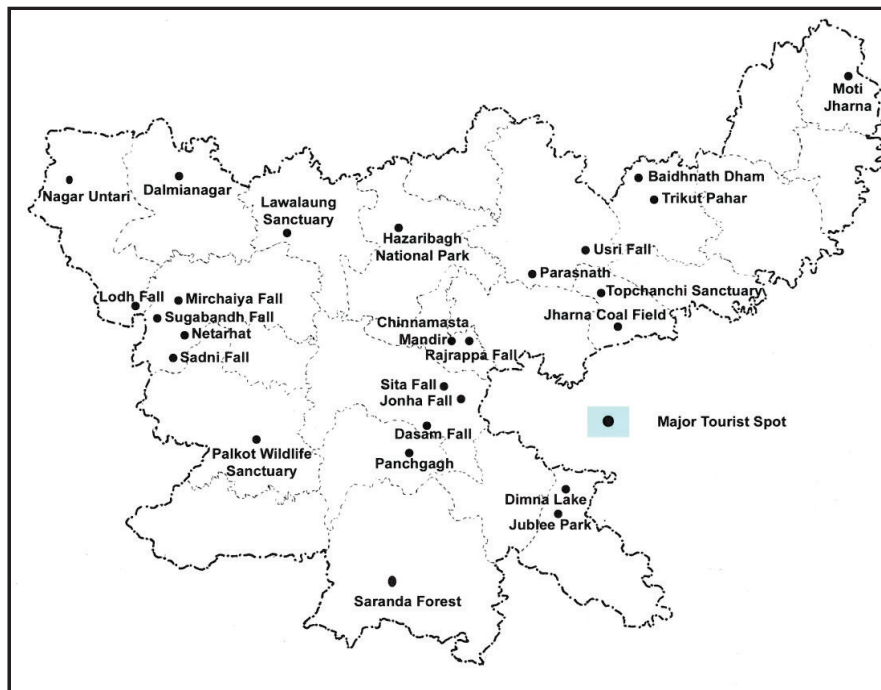 Moti
Jharna
Baidhnath Dham
Nagar Untari
Dalmianagar
Trikut Pahar
Lawalaung
Sanctuary
Hazaribagh
National Park
Usri Fall
Parasnath
Topchanchi Sanctuary
Lodh Fall
Mirchaiya Fall
Sugabandh Fall
Netarhat
Sadni Fall
Chinnamasta
Mandir
Rajrappa Fall
Jharna Coal Field
Sita Fall
Jonha Fall
Dasam Fall
Panchgagh
Palkot Wildlife
Sanctuary
Major Tourist Spot
Dimna Lake
Jublee Park
Saranda Forest